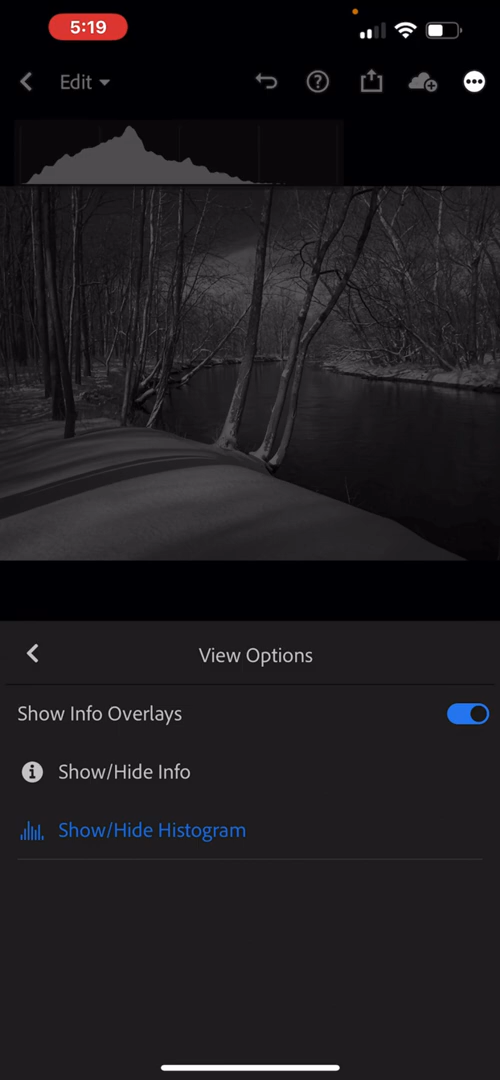 5:19
Edit
View Options
Show Info Overlays
Show/Hide Info
Show/Hide Histogram